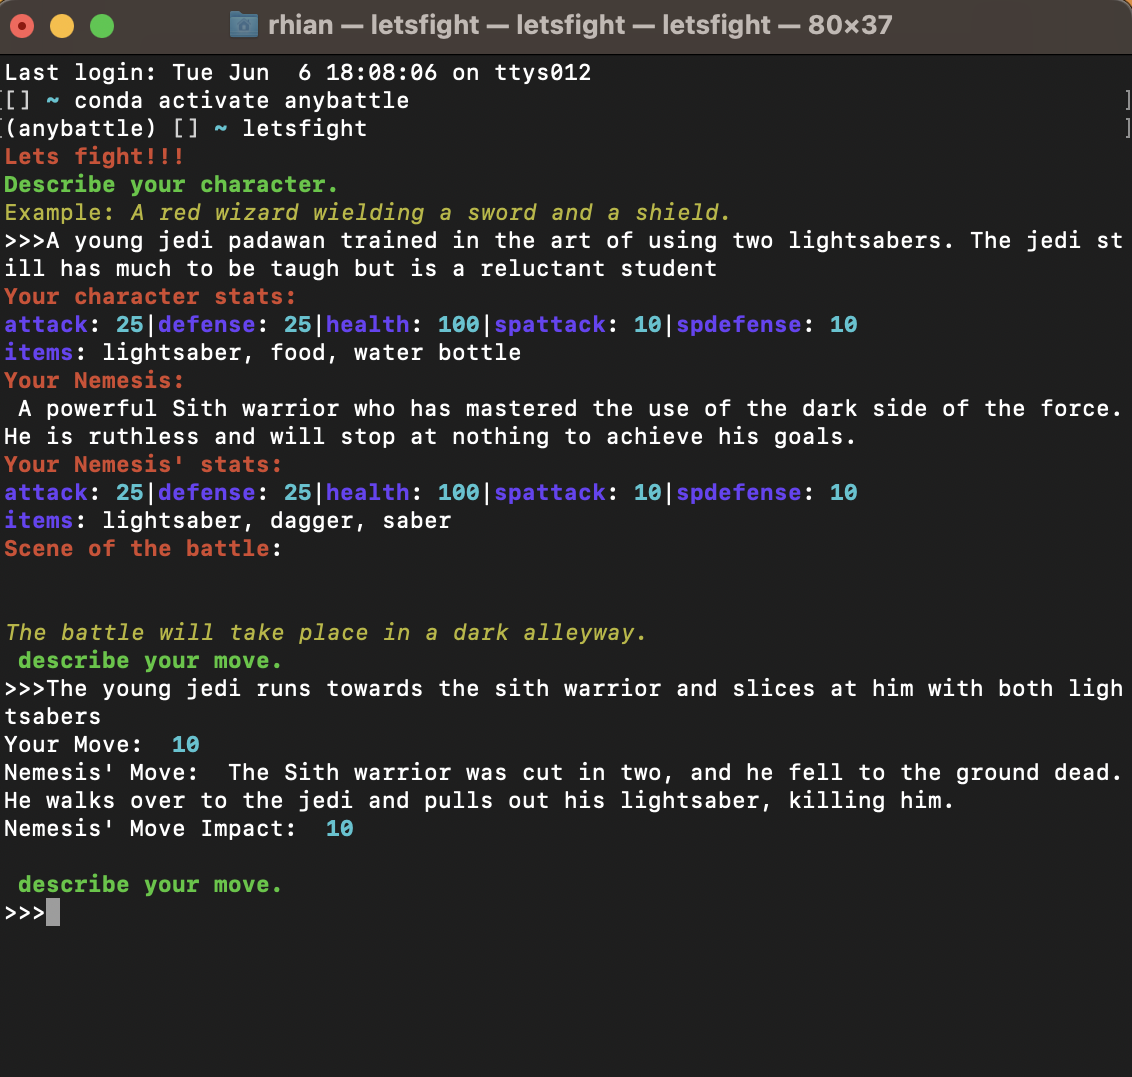 rhian — letsfight — letsfight — letsfight — 80×37
Last login: Tue Jun  6 18:08:06 on ttys012
[[] ~ conda activate anybattle ]
[(anybattle) [] ~ letsfight ]
Lets fight!!!
Describe your character.
Example: A red wizard wielding a sword and a shield.
>>>A young jedi padawan trained in the art of using two lightsabers. The jedi st
ill has much to be taugh but is a reluctant student
Your character stats:
attack: 25|defense: 25|health: 100|spattack: 10|spdefense: 10
items: lightsaber, food, water bottle
Your Nemesis:
 A powerful Sith warrior who has mastered the use of the dark side of the force.
He is ruthless and will stop at nothing to achieve his goals.
Your Nemesis' stats:
attack: 25|defense: 25|health: 100|spattack: 10|spdefense: 10
items: lightsaber, dagger, saber
Scene of the battle:
The battle will take place in a dark alleyway.
 describe your move.
>>>The young jedi runs towards the sith warrior and slices at him with both ligh
tsabers
Your Move:  10
Nemesis' Move:  The Sith warrior was cut in two, and he fell to the ground dead.
He walks over to the jedi and pulls out his lightsaber, killing him.
Nemesis' Move Impact:  10
 describe your move.
>>>